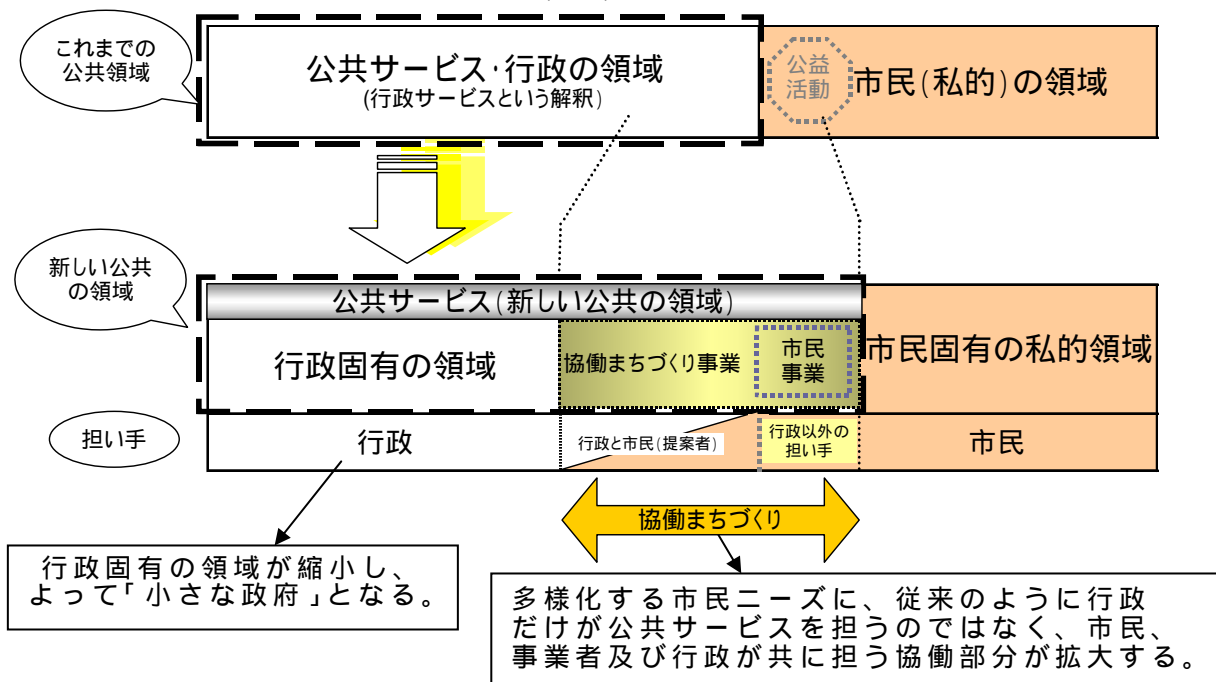 これまでの
公共領域
公共サービス・行政の領域
(行政サービスという解釈)
公益
活動
市民(私的)の領域
新しい公共
の領域
公共サービス(新しい公共の領域)
行政固有の領域
協働まちづくり事業
市民
事業
市民固有の私的領域
担い手
行政
行政と市民(提案者)
行政以外の
担い手
市民
協働まちづくり
行政固有の領域が縮小し、
よって「小さな政府」となる。
多様化する市民ニーズに、従来のように行政
だけが公共サービスを担うのではなく、市民、
事業者及び行政が共に担う協働部分が拡大する。